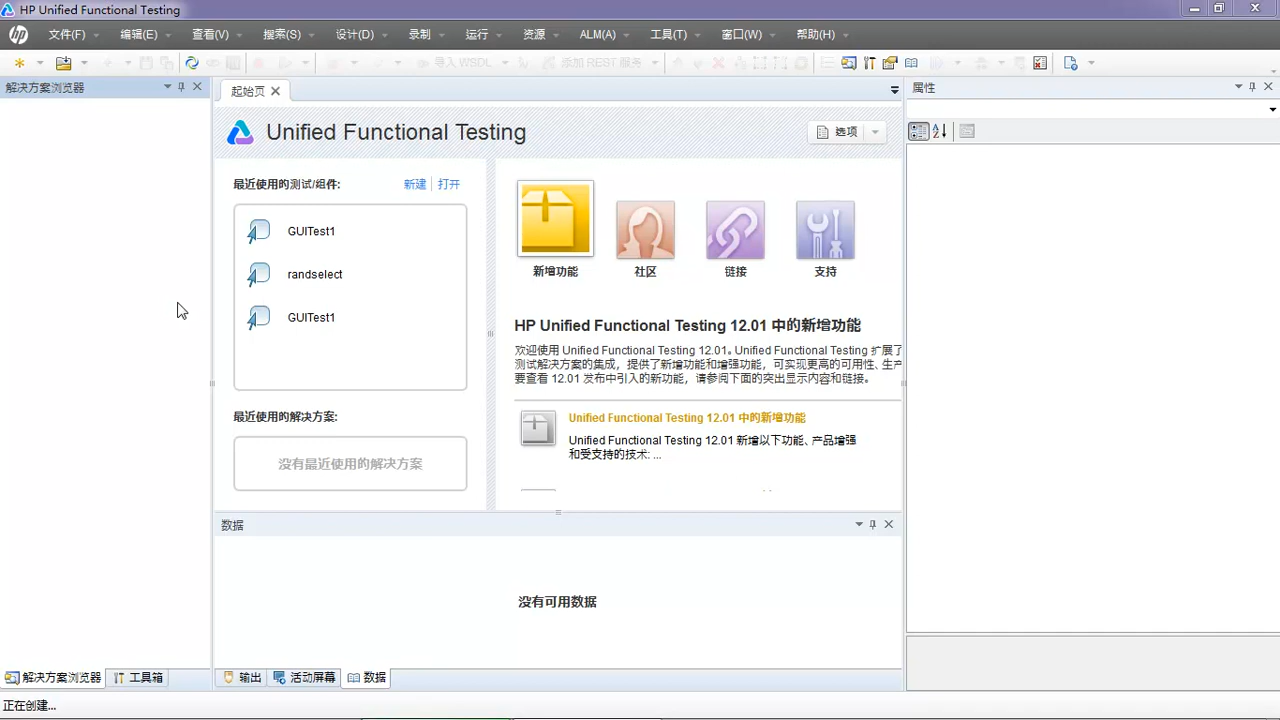 HP Unified Functional Testing
hp 文件(F) 编辑(E) 查看(V) 搜索(S) 设计(D) 录制 运行 资源 ALM(A) 工具(T) 窗口(W) 帮助(H)
导入 WSDL 添加 REST 服务
解决方案浏览器
起始页
属性
Unified Functional Testing
选项
最近使用的测试/组件: 新建 打开
GUITest1
randselect
GUITest1
最近使用的解决方案:
没有最近使用的解决方案
新增功能 社区 链接 支持
HP Unified Functional Testing 12.01 中的新增功能
欢迎使用 Unified Functional Testing 12.01。Unified Functional Testing 扩展了
测试解决方案的集成，提供了新增功能和增强功能，可实现更高的可用性、生产
要查看 12.01 发布中引入的新功能，请参阅下面的突出显示内容和链接。
Unified Functional Testing 12.01 中的新增功能
Unified Functional Testing 12.01 新增以下功能、产品增强
和受支持的技术: ...
数据
没有可用数据
解决方案浏览器 工具箱 输出 活动屏幕 数据
正在创建...